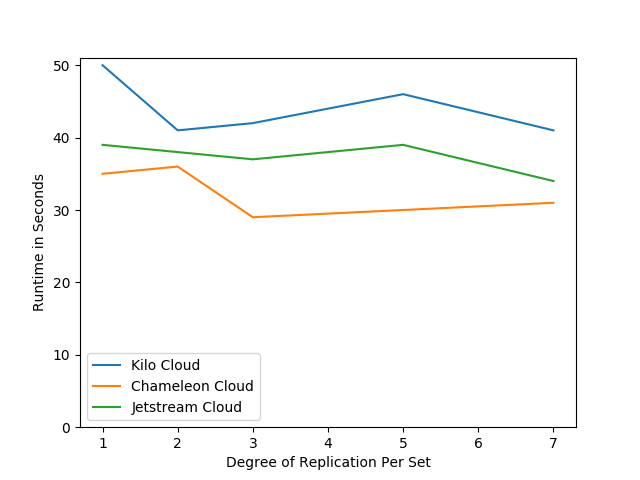 50
40
30
20
10
0
Runtime in Seconds
Kilo Cloud
Chameleon Cloud
Jetstream Cloud
1 2 3 4 5 6 7
Degree of Replication Per Set